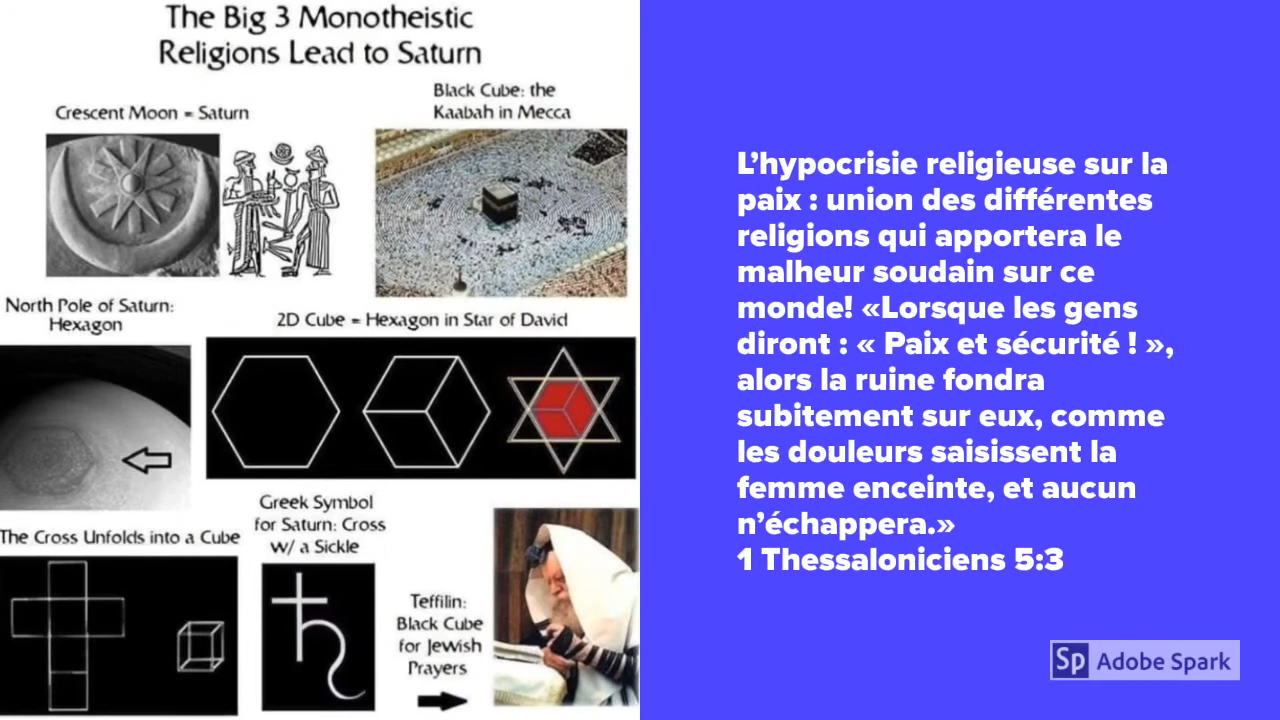 The Big 3 Monotheistic
Religions Lead to Saturn
Crescent Moon = Saturn
Black Cube: the
Kaabah in Mecca
North Pole of Saturn:
Hexagon
2D Cube = Hexagon in Star of David
The Cross Unfolds into a Cube
Greek Symbol
for Saturn: Cross
w/ a Sickle
Teffilin:
Black Cube
for Jewish
Prayers
L’hypocrisie religieuse sur la
paix : union des différentes
religions qui apportera le
malheur soudain sur ce
monde! «Lorsque les gens
diront : « Paix et sécurité ! »,
alors la ruine fondra
subitement sur eux, comme
les douleurs saisissent la
femme enceinte, et aucun
n’échappera.»
1 Thessaloniciens 5:3
Sp Adobe Spark